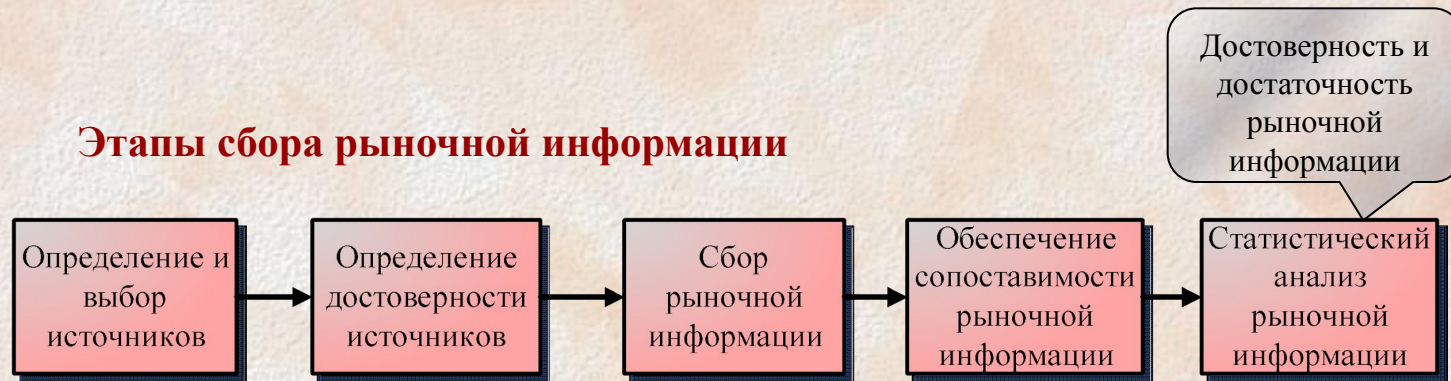 Достоверность и
достаточность
рыночной
информации
Этапы сбора рыночной информации
Определение и
выбор
источников
Определение
достоверности
источников
Сбор
рыночной
информации
Обеспечение
сопоставимости
рыночной
информации
Статистический
анализ
рыночной
информации